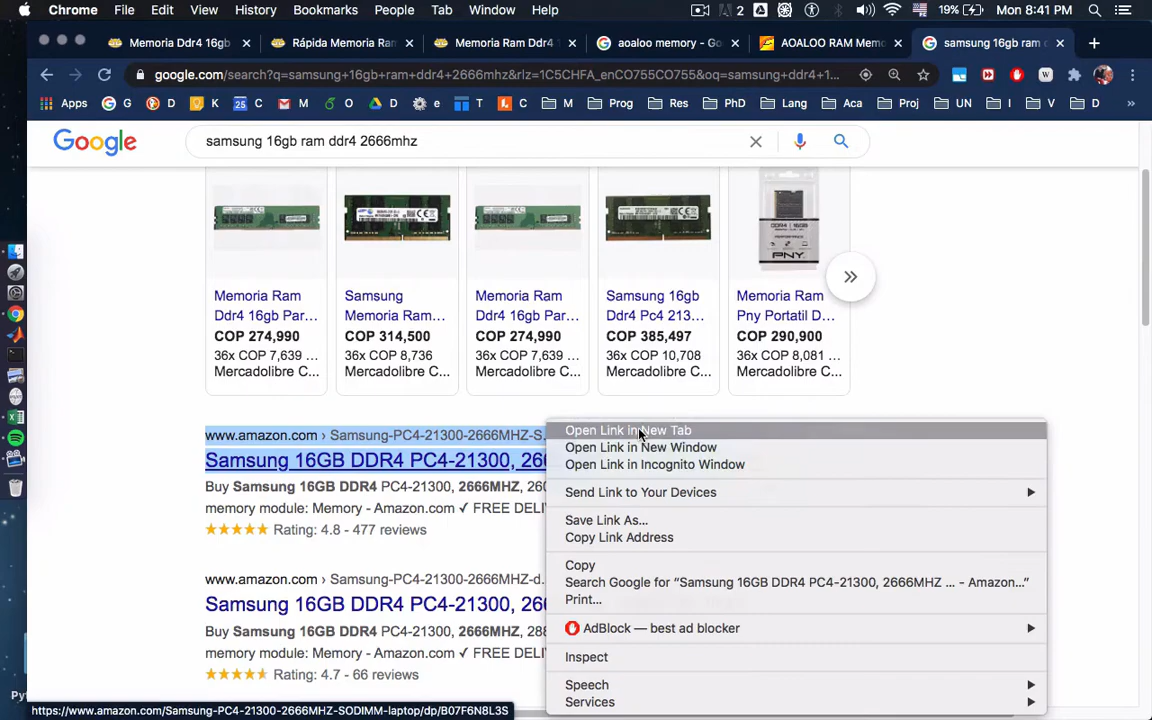 Chrome File Edit View History Bookmarks People Tab Window Help 2 19% Mon 8:41 PM
Memoria Ddr4 16gb × Rápida Memoria Ram × Memoria Ram Ddr4 × aoaloo memory - Go × AOALOO RAM Mem × samsung 16gb ram ×
google.com/search?q=samsung+16gb+ram+ddr4+2666mhz&rlz=1C5CHFA_enCO755CO755&oq=samsung+ddr4+1...
Apps G D K 25 C M O D e T C M Prog Res PhD Lang Aca Proj UN I V D »
Google samsung 16gb ram ddr4 2666mhz
Memoria Ram Ddr4 16gb Par...
COP 274,990
36x COP 7,639 ...
Mercadolibre C...
Samsung Memoria Ram...
COP 314,500
36x COP 8,736
Mercadolibre C...
Memoria Ram Ddr4 16gb Par...
COP 274,990
36x COP 7,639 ...
Mercadolibre C...
Samsung 16gb Ddr4 Pc4 213...
COP 385,497
36x COP 10,708
Mercadolibre C...
DDR4 16GB
PNY
Memoria Ram Pny Portatil D...
COP 290,900
36x COP 8,081 ...
Mercadolibre C...
www.amazon.com › Samsung-PC4-21300-2666MHZ-S...
Samsung 16GB DDR4 PC4-21300, 26
Buy Samsung 16GB DDR4 PC4-21300, 2666MHZ, 26
memory module: Memory - Amazon.com ✓ FREE DELI
Rating: 4.8 - 477 reviews
www.amazon.com › Samsung-PC4-21300-2666MHZ-d...
Samsung 16GB DDR4 PC4-21300, 26
Buy Samsung 16GB DDR4 PC4-21300, 2666MHZ, 288
memory module: Memory - Amazon.com ✓ FREE DEL
Rating: 4.7 - 66 reviews
Open Link in New Tab
Open Link in New Window
Open Link in Incognito Window
Send Link to Your Devices
Save Link As...
Copy Link Address
Copy
Search Google for “Samsung 16GB DDR4 PC4-21300, 2666MHZ ... - Amazon...”
Print...
AdBlock — best ad blocker
Inspect
Speech
Services
Py
https://www.amazon.com/Samsung-PC4-21300-2666MHZ-SODIMM-laptop/dp/B07F6N8L3S